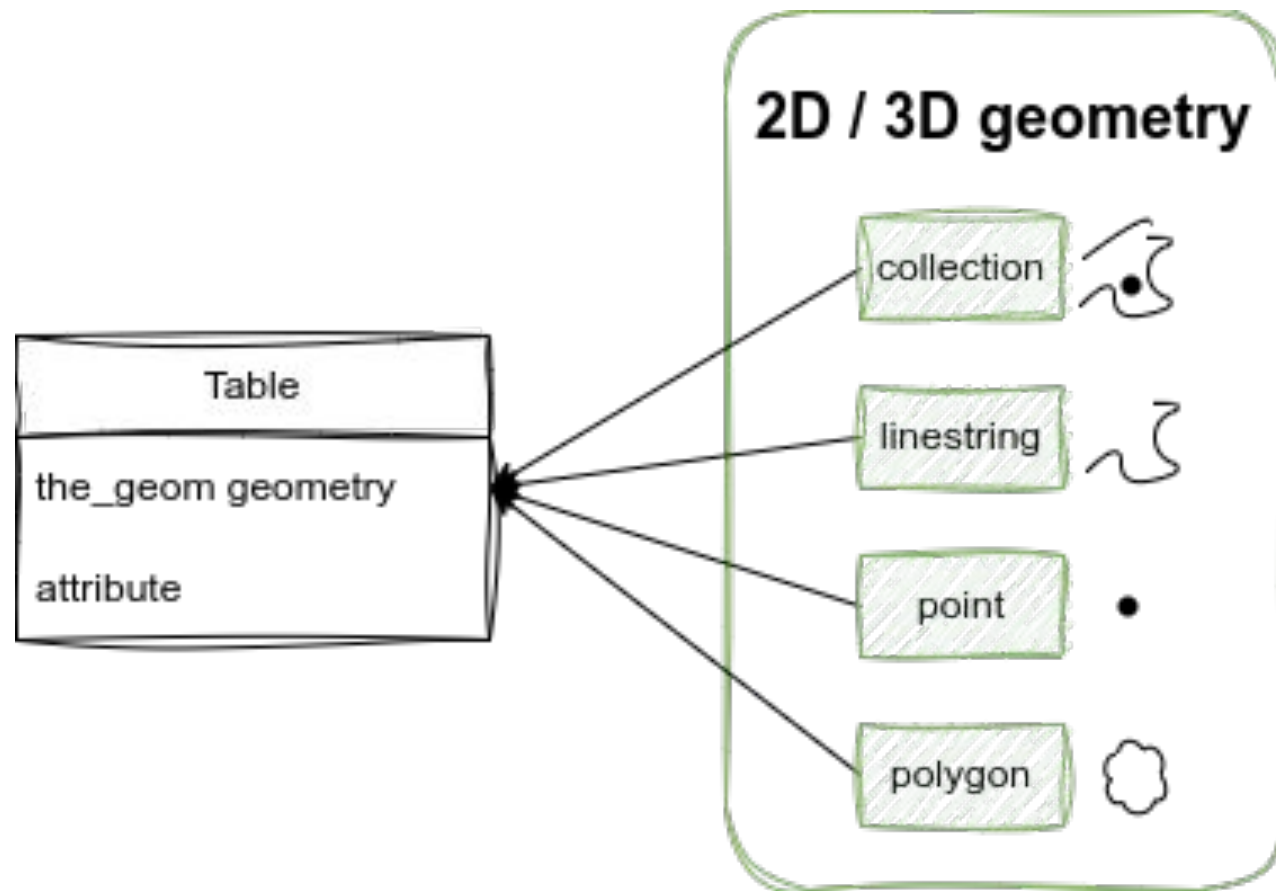 2D / 3D geometry
collection
Table
linestring
the_geom geometry
point
attribute
polygon